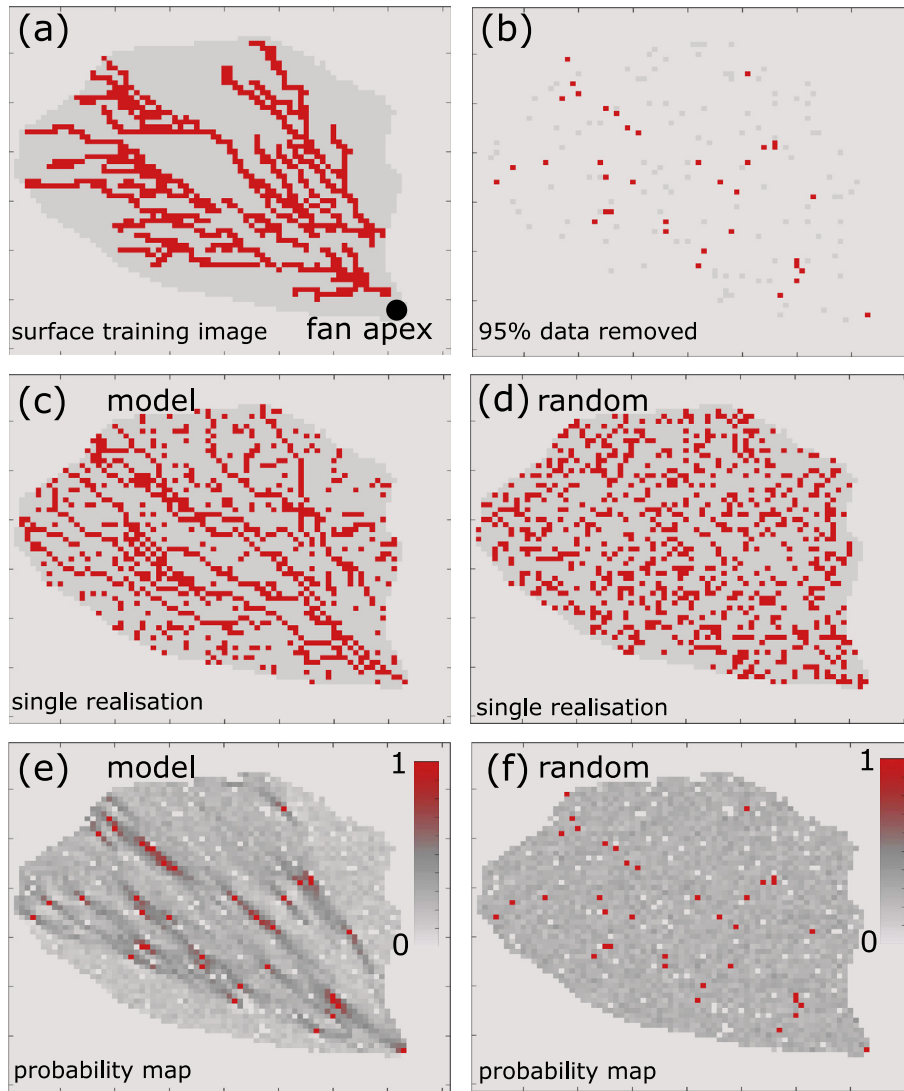 (a)
surface training image
fan apex
(b)
95% data removed
(c) model
single realisation
(d) random
single realisation
(e) model
1
0
probability map
(f) random
1
0
probability map